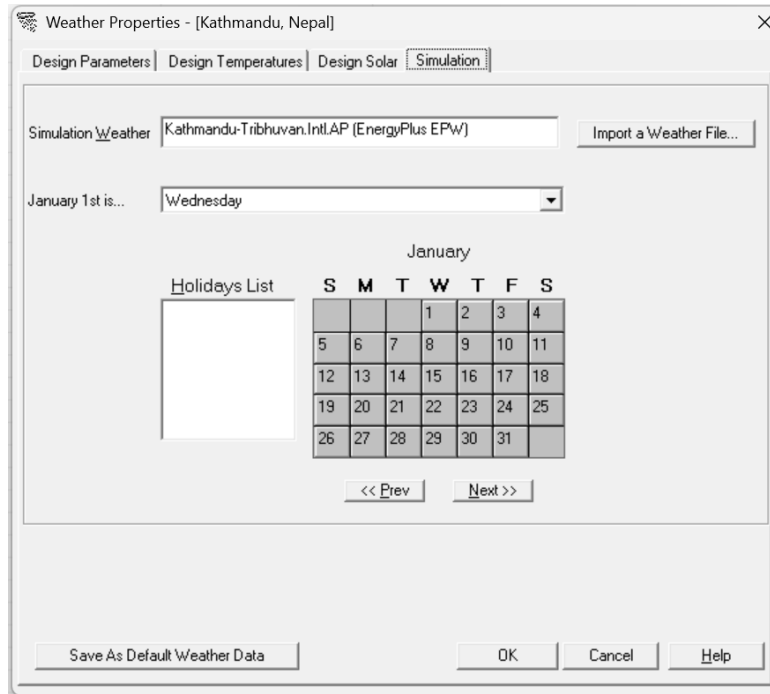 Weather Properties - [Kathmandu, Nepal]
Design Parameters Design Temperatures Design Solar Simulation
Simulation Weather Kathmandu-Tribhuvan.Intl.AP (EnergyPlus EPW) Import a Weather File...
January 1st is... Wednesday
January
Holidays List S M T W T F S
1 2 3 4
5 6 7 8 9 10 11
12 13 14 15 16 17 18
19 20 21 22 23 24 25
26 27 28 29 30 31
<< Prev Next >>
Save As Default Weather Data OK Cancel Help